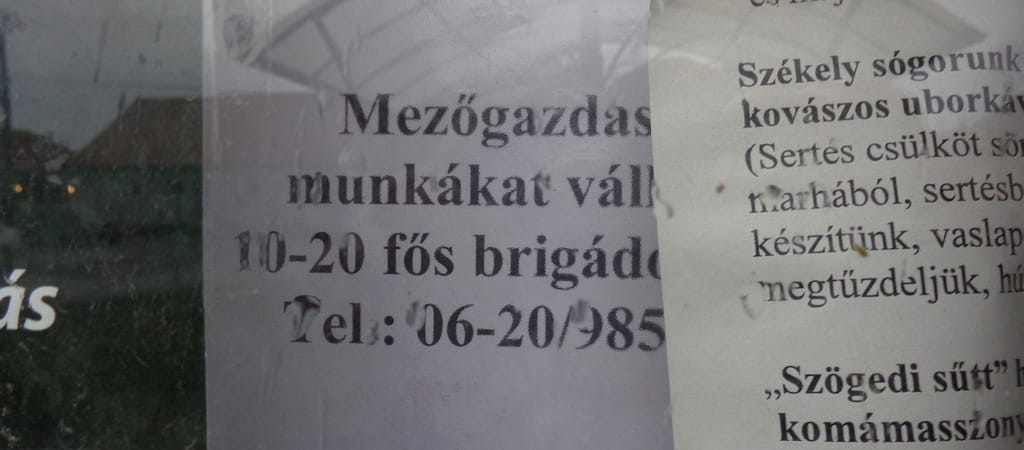 ás
Mezőgazdas
munkákat váll
10-20 fős brigád
Tel.: 06-20/985
Székely sógorunk
kovászos uborkáv
(Sertés csülköt sö
marhából, sertésb
készítünk, vaslap
megtűzdeljük, hú
„Szögedi sűtt” h
komámasszony